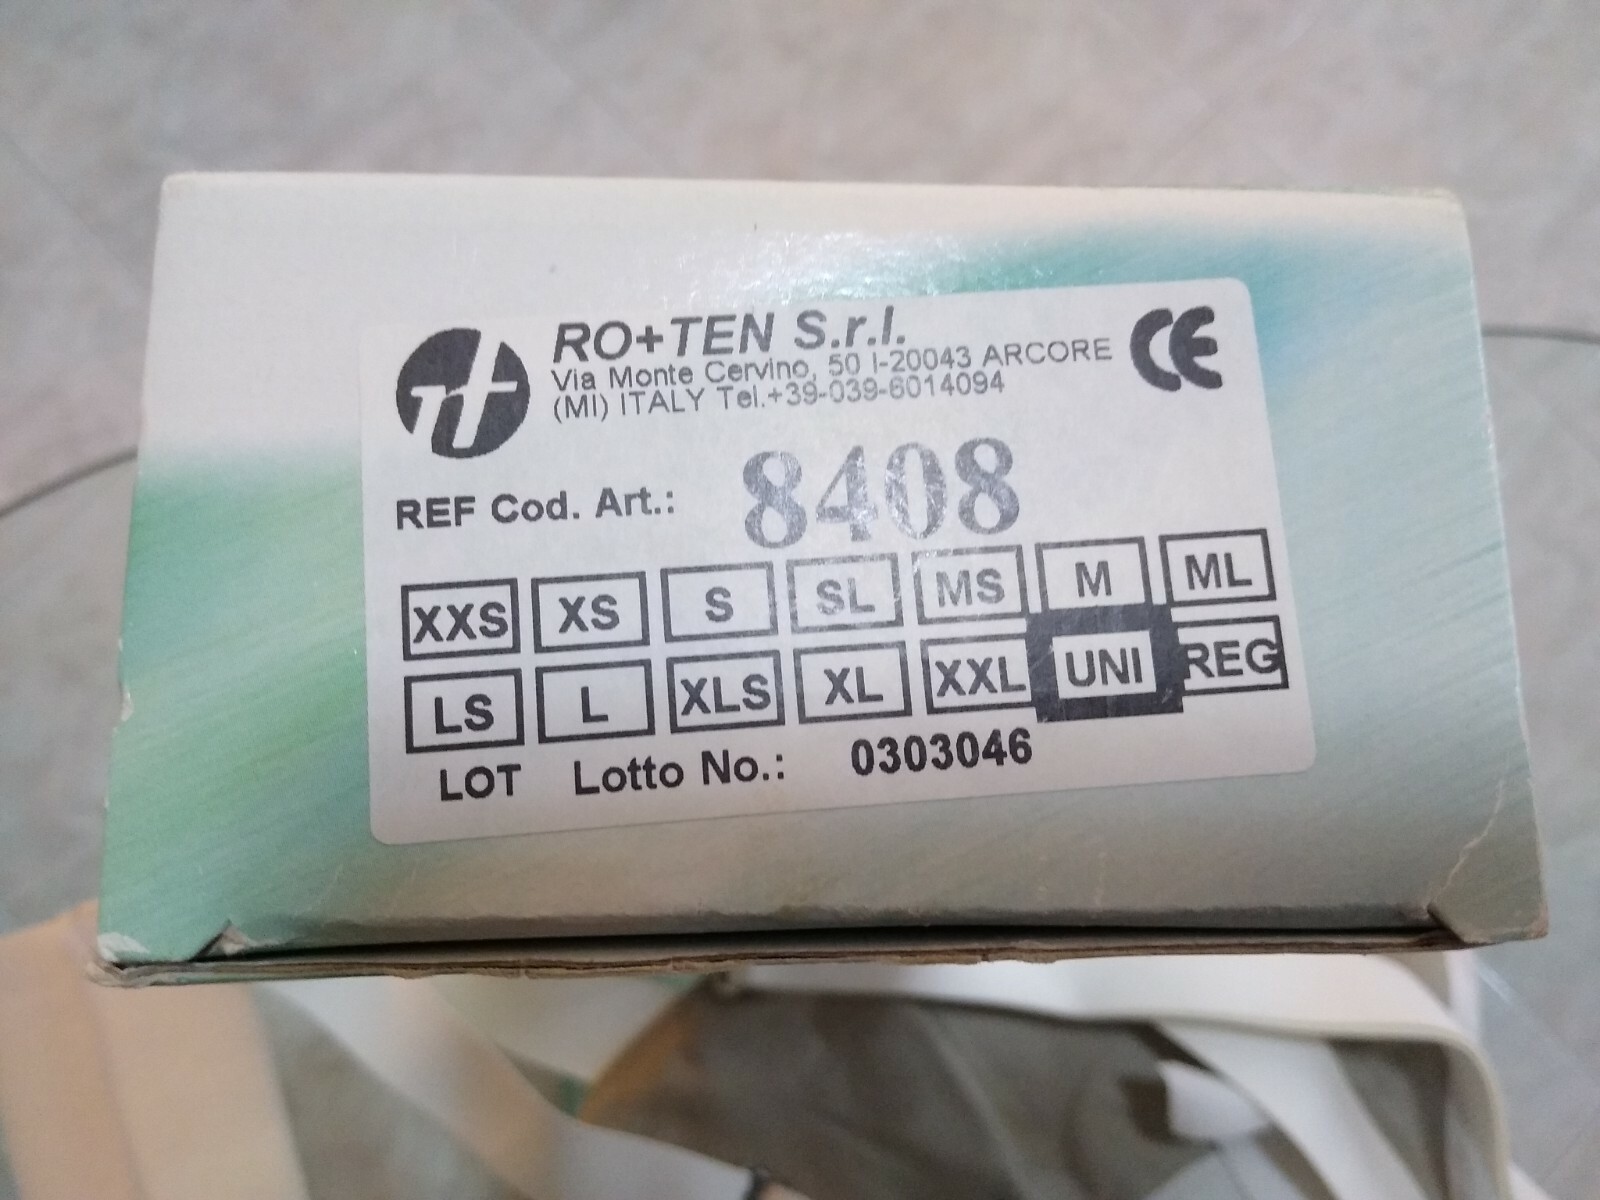 RO+TEN S.r.l.
Via Monte Cervino, 50 I-20043 ARCORE
(MI) ITALY Tel.+39-039-6014094
CE
REF Cod. Art.: 8408
XXS XS S SL MS M ML
LS L XLS XL XXL UNI REG
LOT Lotto No.: 0303046